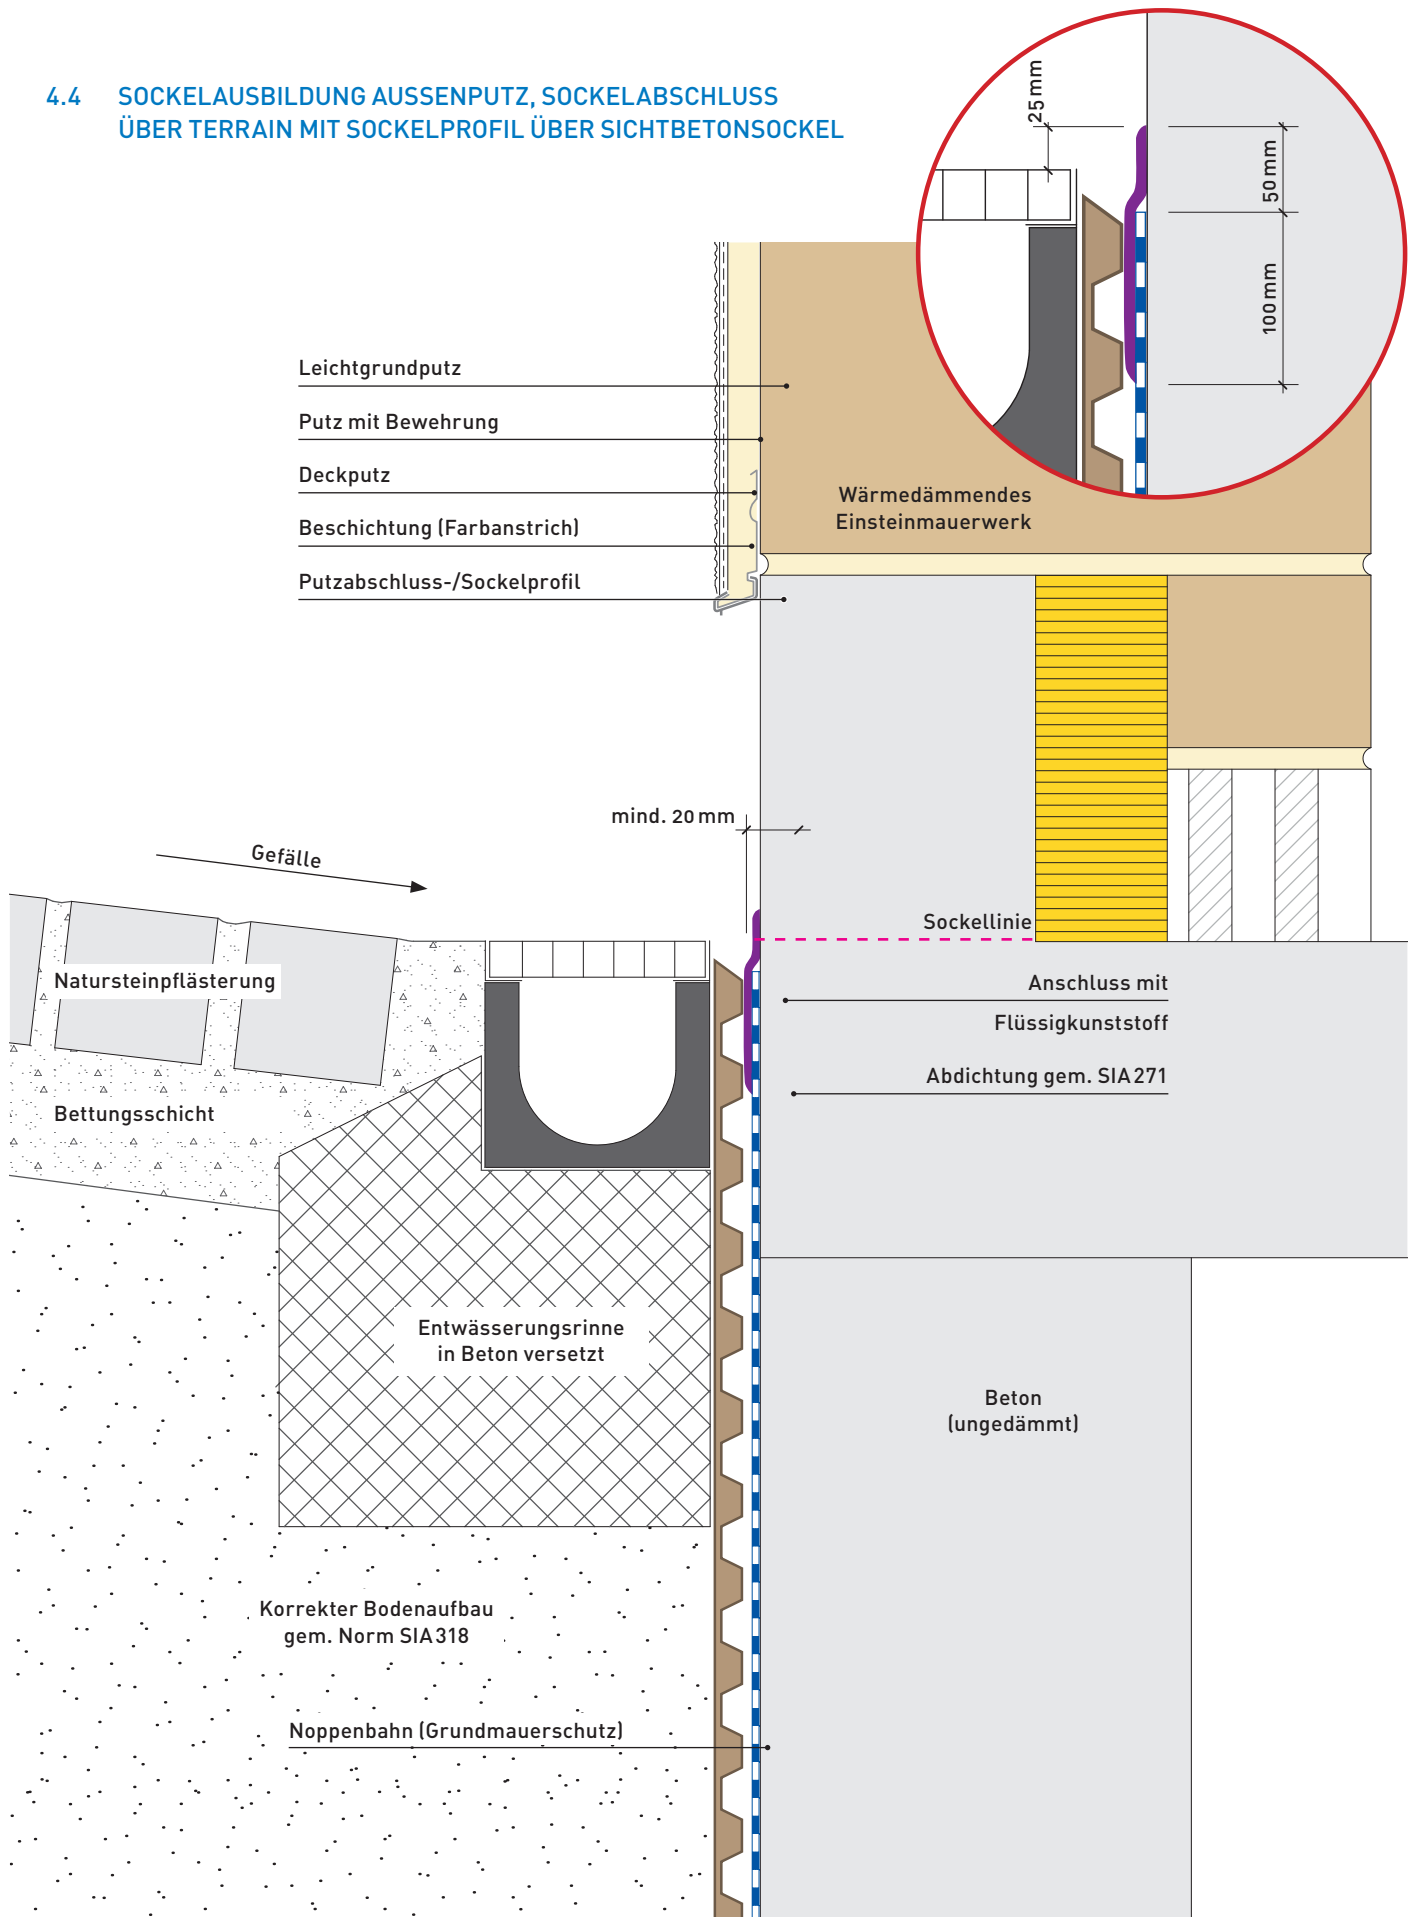 4.4 SOCKELAUSBILDUNG AUSSENPUTZ, SOCKELABSCHLUSS
ÜBER TERRAIN MIT SOCKELPROFIL ÜBER SICHTBETONSOCKEL
25 mm
50 mm
100 mm
Leichtgrundputz
Putz mit Bewehrung
Deckputz
Beschichtung (Farbanstrich)
Putzabschluss-/Sockelprofil
Wärmedämmendes
Einsteinmauerwerk
mind. 20 mm
Gefälle
Sockellinie
Natursteinpflästerung
Anschluss mit
Flüssigkunststoff
Abdichtung gem. SIA 271
Bettungsschicht
Entwässerungsrinne
in Beton versetzt
Beton
(ungedämmt)
Korrekter Bodenaufbau
gem. Norm SIA 318
Noppenbahn (Grundmauerschutz)